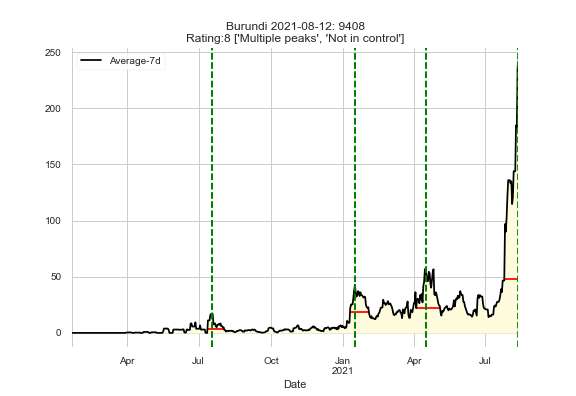 Burundi 2021-08-12: 9408
Rating:8 ['Multiple peaks', 'Not in control']
250
Average-7d
200
150
100
50
0
Apr
Jul
Oct
Jan
2021
Apr
Jul
Date